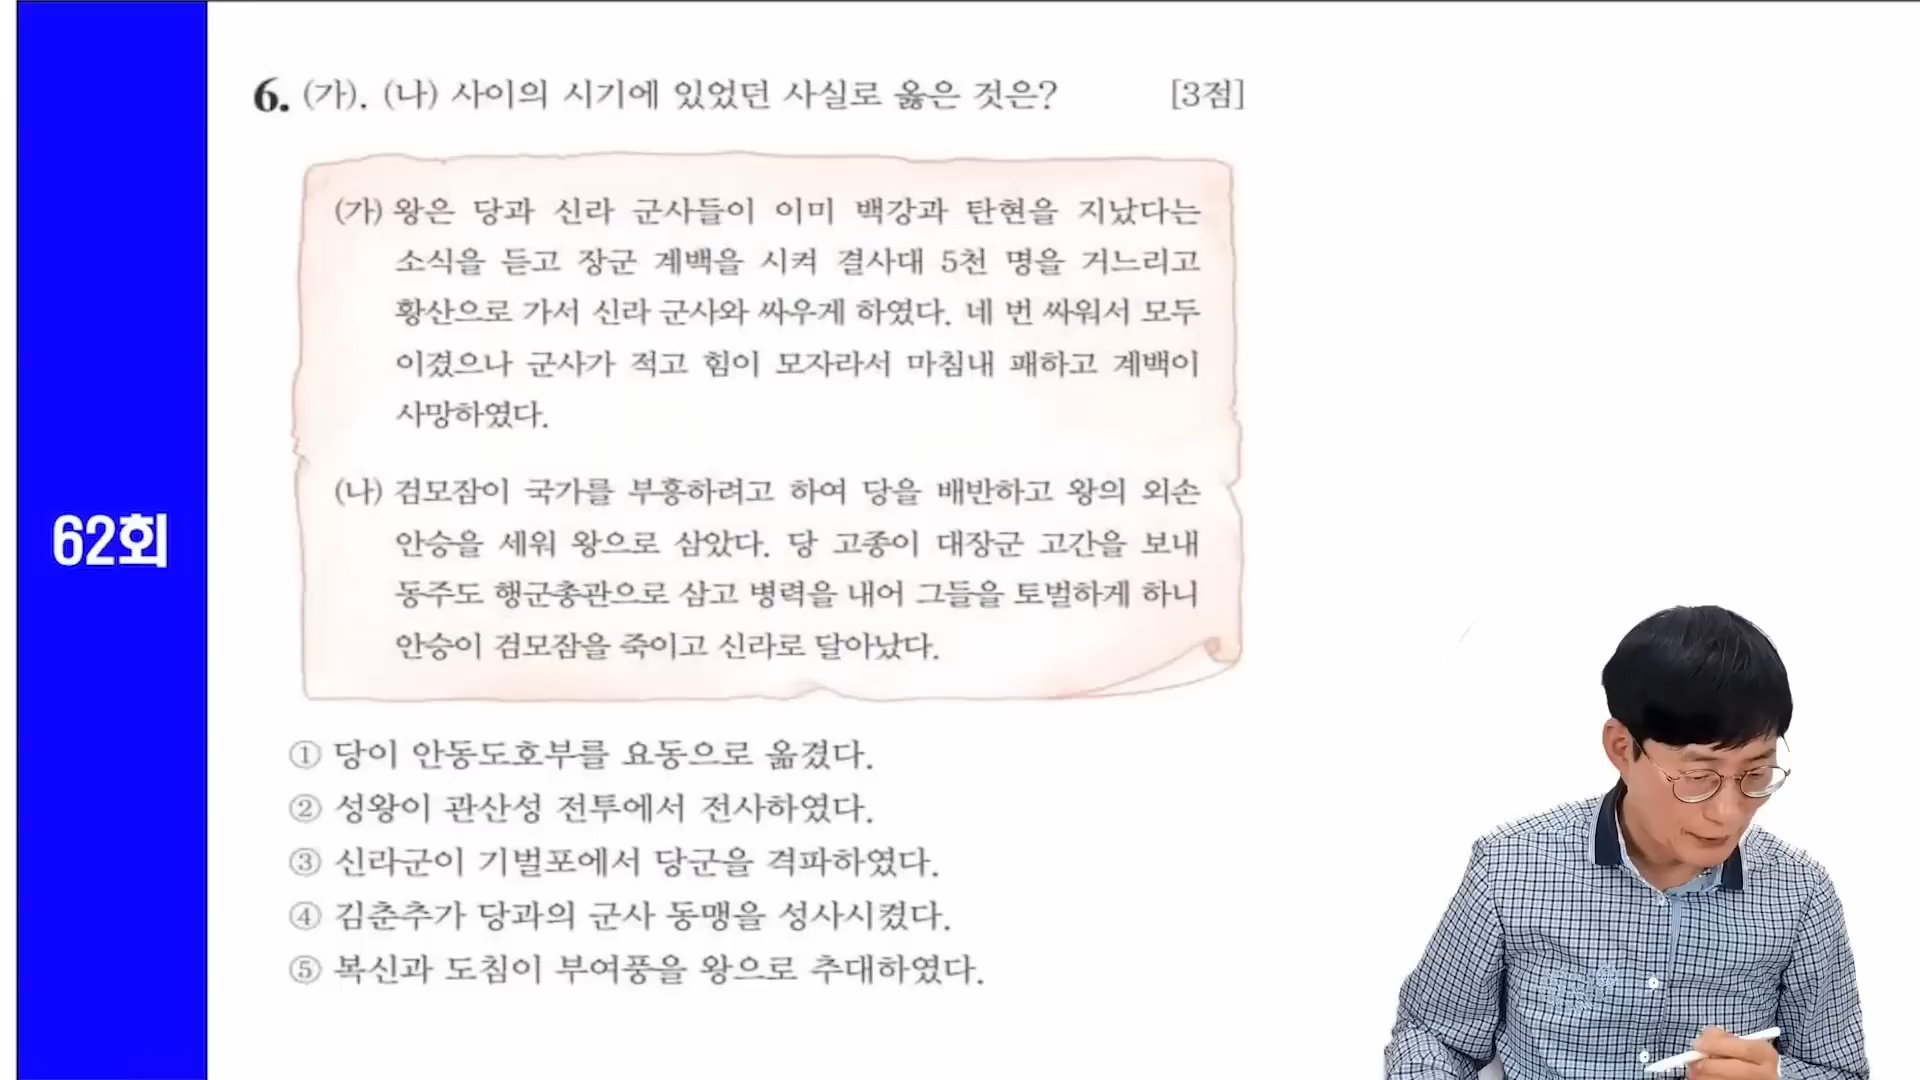 6. (가). (나) 사이의 시기에 있었던 사실로 옳은 것은? [3점]
(가) 왕은 당과 신라 군사들이 이미 백강과 탄현을 지났다는
소식을 듣고 장군 계백을 시켜 결사대 5천 명을 거느리고
황산으로 가서 신라 군사와 싸우게 하였다. 네 번 싸워서 모두
이겼으나 군사가 적고 힘이 모자라서 마침내 패하고 계백이
사망하였다.
(나) 검모잠이 국가를 부흥하려고 하여 당을 배반하고 왕의 외손
안승을 세워 왕으로 삼았다. 당 고종이 대장군 고간을 보내
동주도 행군총관으로 삼고 병력을 내어 그들을 토벌하게 하니
안승이 검모잠을 죽이고 신라로 달아났다.
62회
① 당이 안동도호부를 요동으로 옮겼다.
② 성왕이 관산성 전투에서 전사하였다.
③ 신라군이 기벌포에서 당군을 격파하였다.
④ 김춘추가 당과의 군사 동맹을 성사시켰다.
⑤ 복신과 도침이 부여풍을 왕으로 추대하였다.